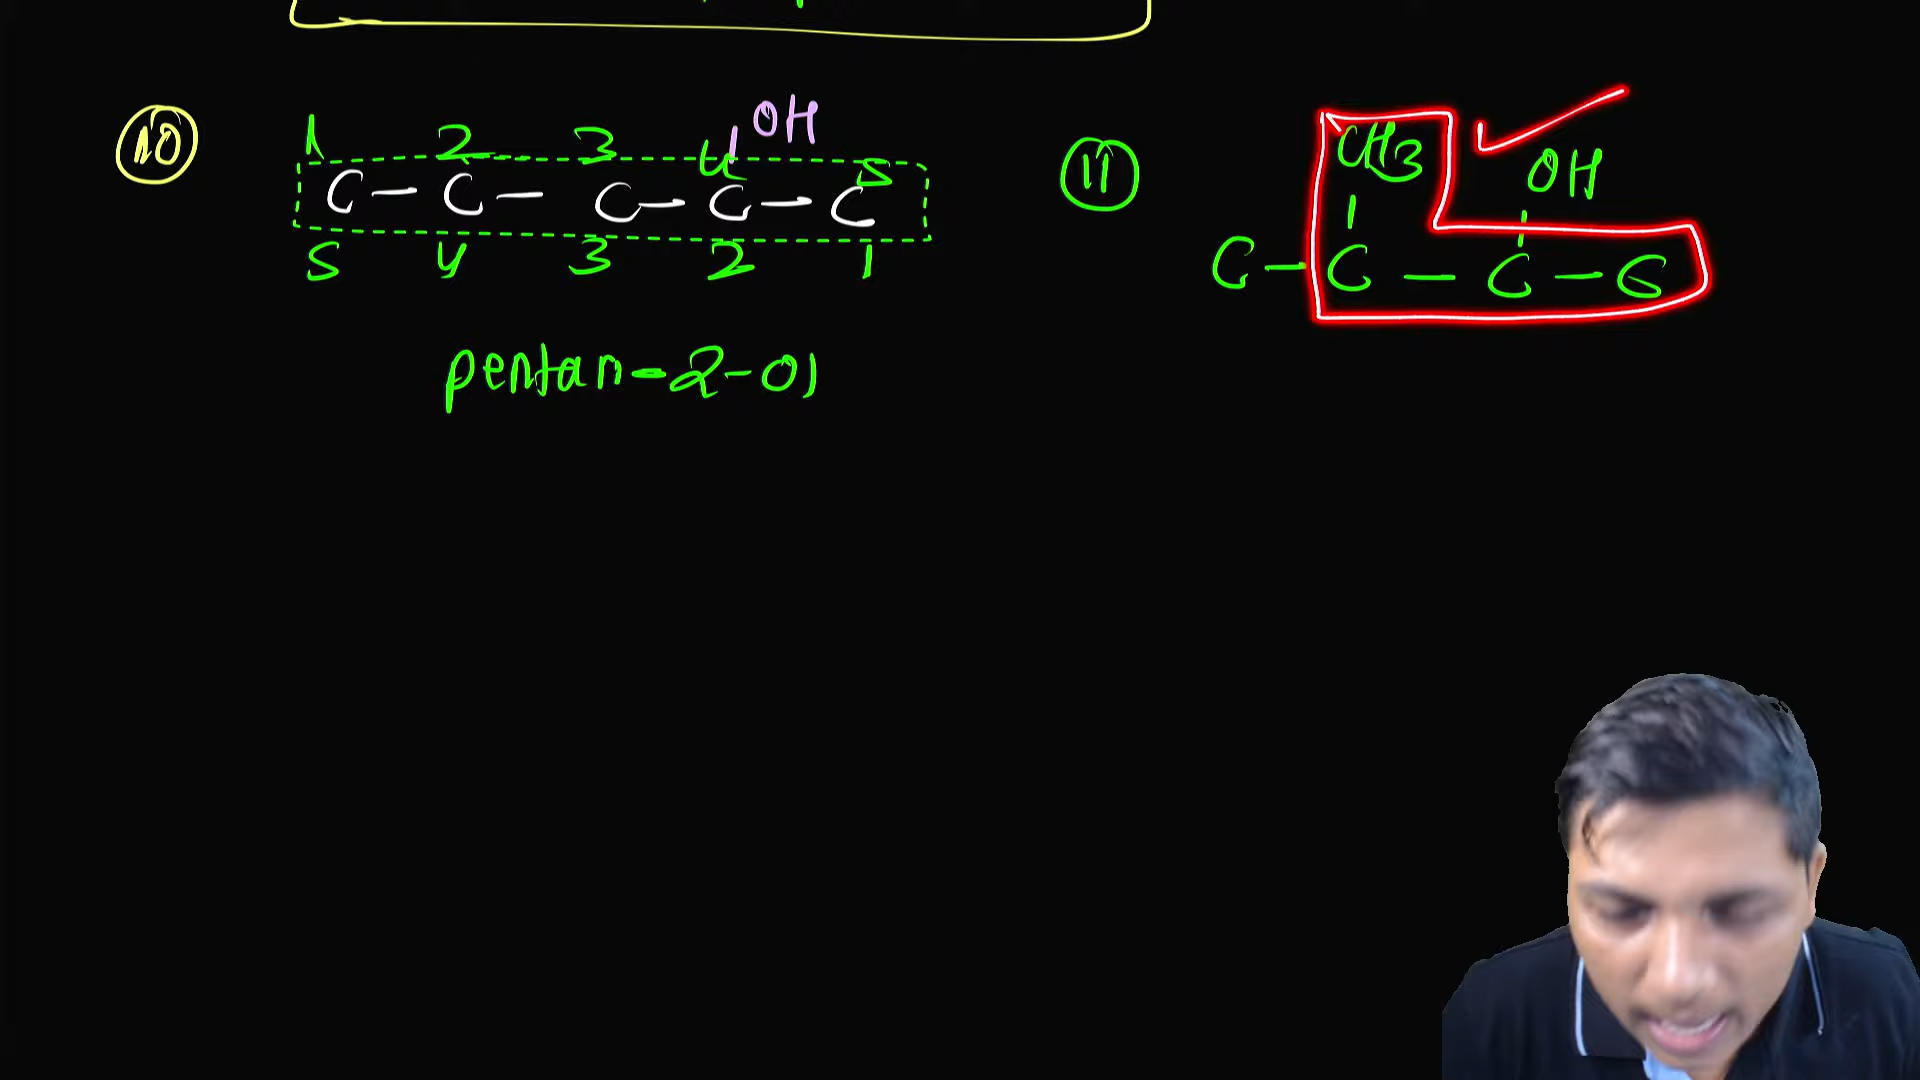 10
OH
1 2 3 4 5
C - C - C - C - C
5 4 3 2 1
pentan-2-ol
11
CH3
OH
C - C - C - C